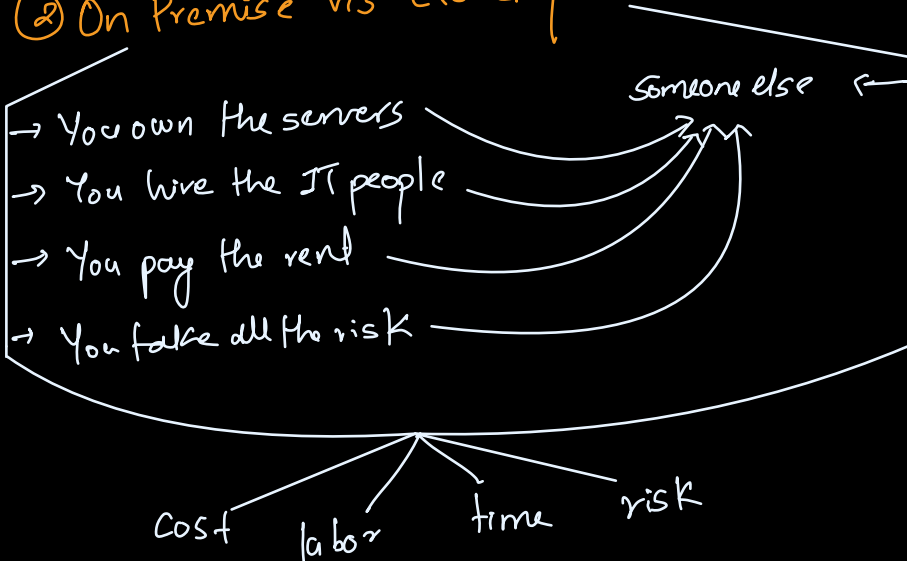 ② On Premise v/s
someone else
→ You own the servers
→ You hire the IT people
→ You pay the rent
→ You take all the risk
cost labor time risk